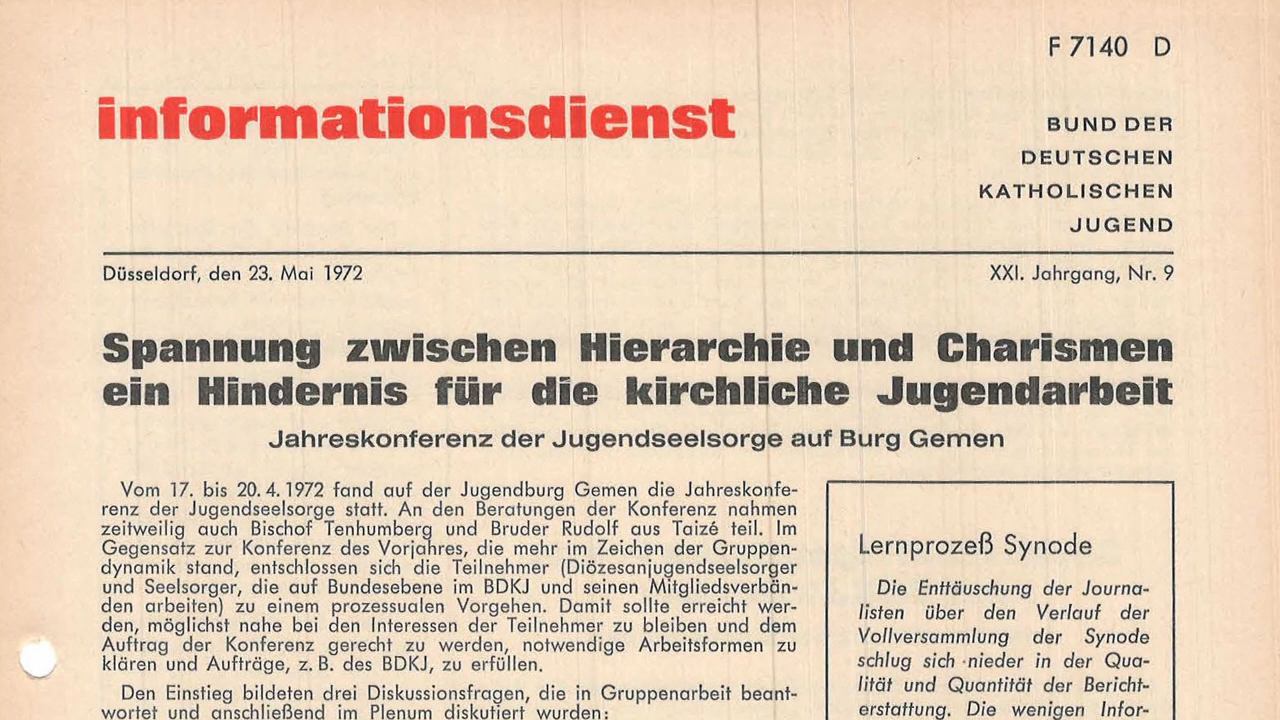 F 7140 D
informationsdienst
BUND DER
DEUTSCHEN
KATHOLISCHEN
JUGEND
Düsseldorf, den 23. Mai 1972
XXI. Jahrgang, Nr. 9
Spannung zwischen Hierarchie und Charismen
ein Hindernis für die kirchliche Jugendarbeit
Jahreskonferenz der Jugendseelsorge auf Burg Gemen
Vom 17. bis 20. 4. 1972 fand auf der Jugendburg Gemen die Jahreskonfe-
renz der Jugendseelsorge statt. An den Beratungen der Konferenz nahmen
zeitweilig auch Bischof Tenhumberg und Bruder Rudolf aus Taizé teil. Im
Gegensatz zur Konferenz des Vorjahres, die mehr im Zeichen der Gruppen-
dynamik stand, entschlossen sich die Teilnehmer (Diözesanjugendseelsorger
und Seelsorger, die auf Bundesebene im BDKJ und seinen Mitgliedsverbän-
den arbeiten) zu einem prozessualen Vorgehen. Damit sollte erreicht wer-
den, möglichst nahe bei den Interessen der Teilnehmer zu bleiben und dem
Auftrag der Konferenz gerecht zu werden, notwendige Arbeitsformen zu
klären und Aufträge, z. B. des BDKJ, zu erfüllen.
Den Einstieg bildeten drei Diskussionsfragen, die in Gruppenarbeit beant-
wortet und anschließend im Plenum diskutiert wurden:
Lernprozeß Synode
Die Enttäuschung der Journa-
listen über den Verlauf der
Vollversammlung der Synode
schlug sich nieder in der Qua-
lität und Quantität der Bericht-
erstattung. Die wenigen Infor-